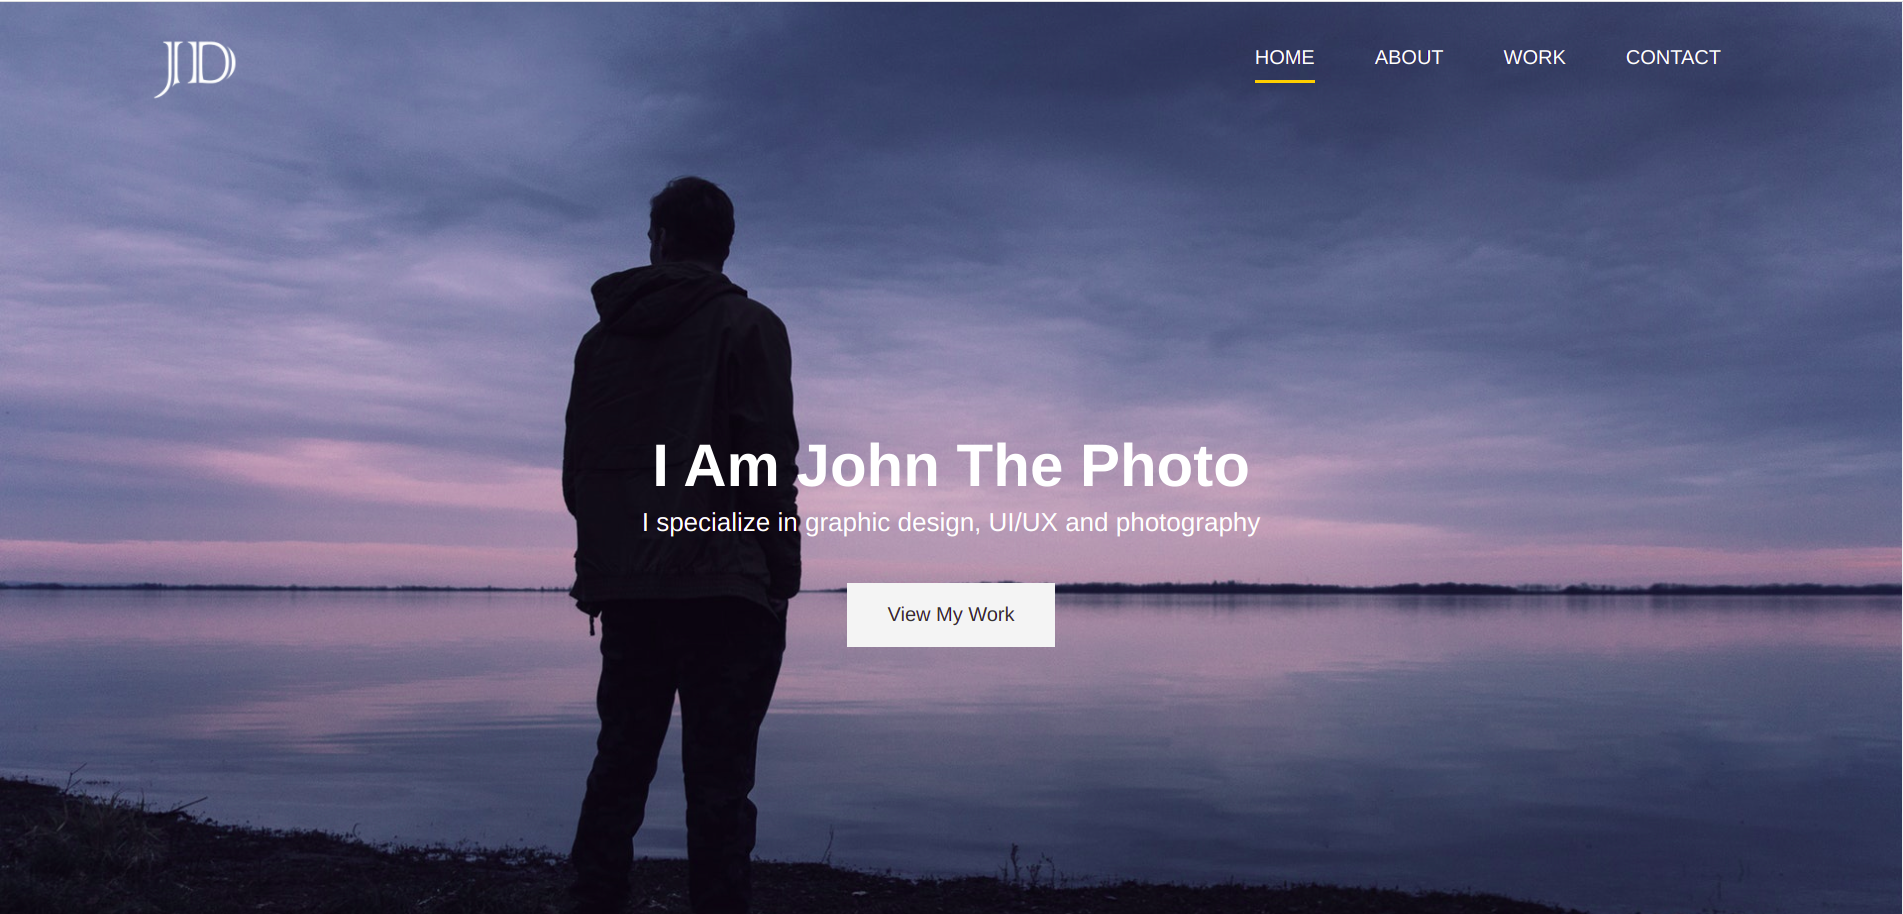 JD
HOME ABOUT WORK CONTACT
I Am John The Photo
I specialize in graphic design, UI/UX and photography
View My Work